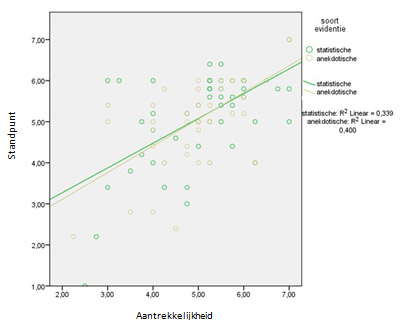 soort
evidentie
statistische
anekdotische
statistische
anekdotische
statistische: R² Linear = 0,339
anekdotische: R² Linear =
0,400
Standpunt
7,00
6,00
5,00
4,00
3,00
2,00
1,00
2,00 3,00 4,00 5,00 6,00 7,00
Aantrekkelijkheid